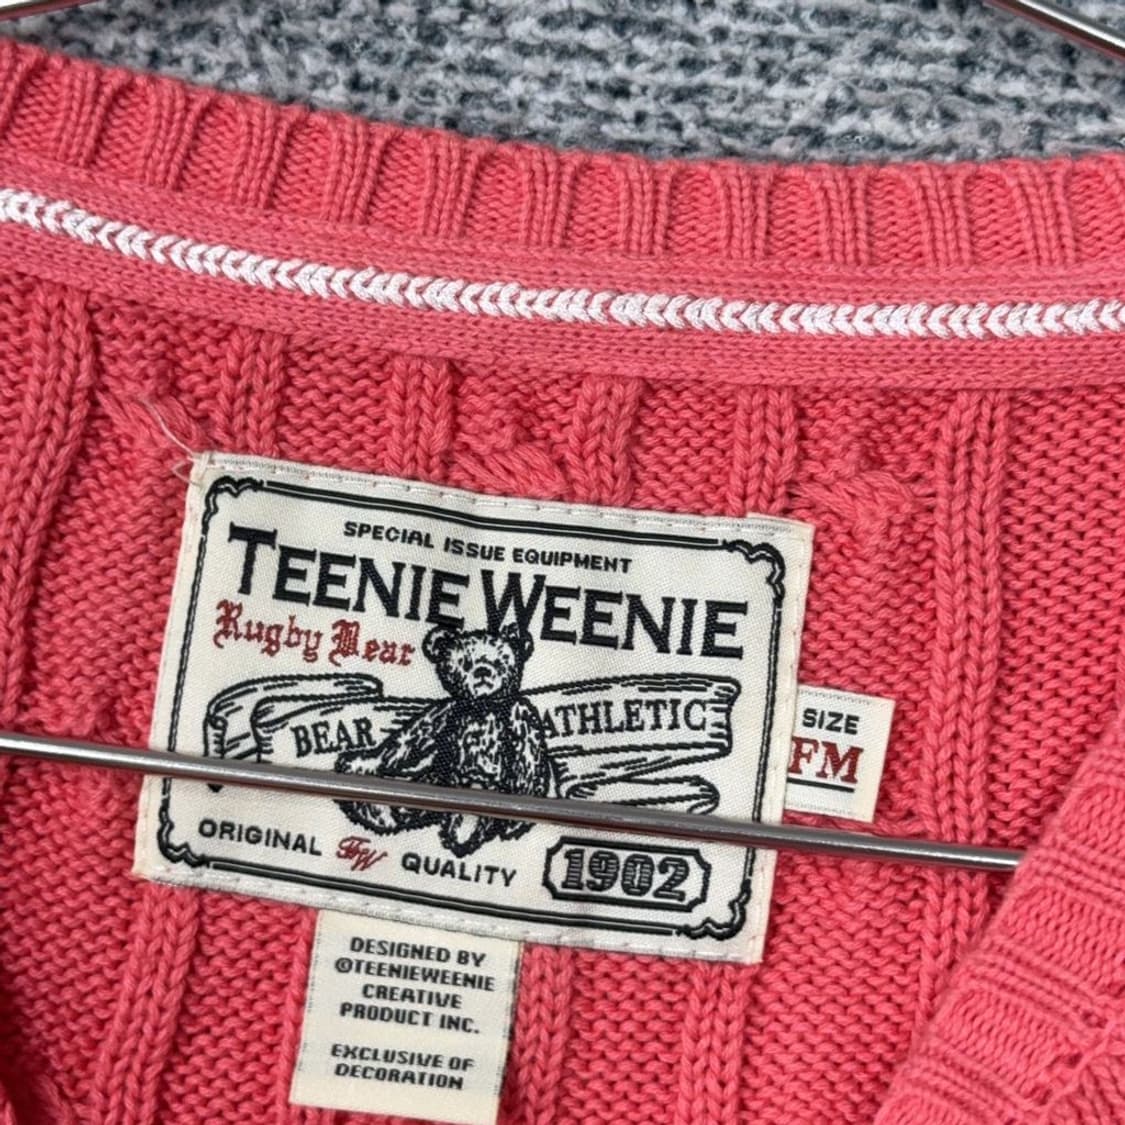 SPECIAL ISSUE EQUIPMENT
TEENIE WEENIE
Rugby Bear
BEAR ATHLETIC
ORIGINAL TW QUALITY
1902
SIZE
FM
DESIGNED BY
©TEENIEWEENIE
CREATIVE
PRODUCT INC.
EXCLUSIVE OF
DECORATION